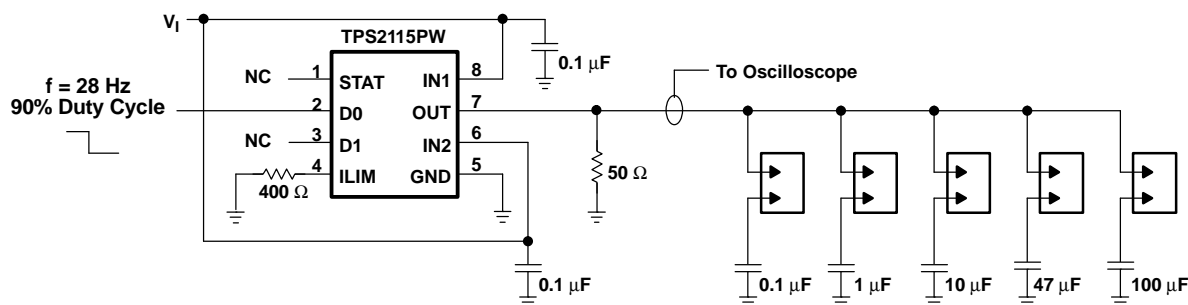 V_I
TPS2115PW
0.1 µF
f = 28 Hz
90% Duty Cycle
NC 1 STAT IN1 8
2 D0 OUT 7
NC 3 D1 IN2 6
400 Ω 4 ILIM GND 5
To Oscilloscope
50 Ω
0.1 µF
0.1 µF
1 µF
10 µF
47 µF
100 µF